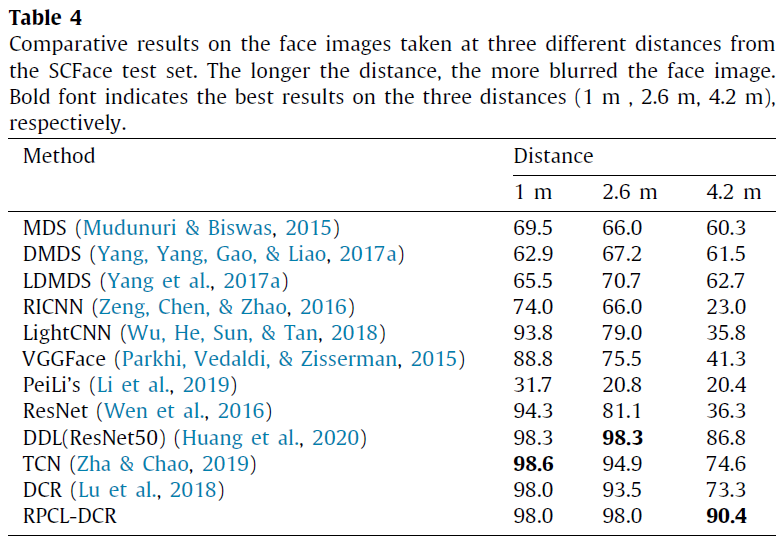 Table 4
Comparative results on the face images taken at three different distances from
the SCFace test set. The longer the distance, the more blurred the face image.
Bold font indicates the best results on the three distances (1 m , 2.6 m, 4.2 m),
respectively.
Method Distance
1 m 2.6 m 4.2 m
MDS (Mudunuri & Biswas, 2015) 69.5 66.0 60.3
DMDS (Yang, Yang, Gao, & Liao, 2017a) 62.9 67.2 61.5
LDMDS (Yang et al., 2017a) 65.5 70.7 62.7
RICNN (Zeng, Chen, & Zhao, 2016) 74.0 66.0 23.0
LightCNN (Wu, He, Sun, & Tan, 2018) 93.8 79.0 35.8
VGGFace (Parkhi, Vedaldi, & Zisserman, 2015) 88.8 75.5 41.3
PeiLi's (Li et al., 2019) 31.7 20.8 20.4
ResNet (Wen et al., 2016) 94.3 81.1 36.3
DDL(ResNet50) (Huang et al., 2020) 98.3 98.3 86.8
TCN (Zha & Chao, 2019) 98.6 94.9 74.6
DCR (Lu et al., 2018) 98.0 93.5 73.3
RPCL-DCR 98.0 98.0 90.4